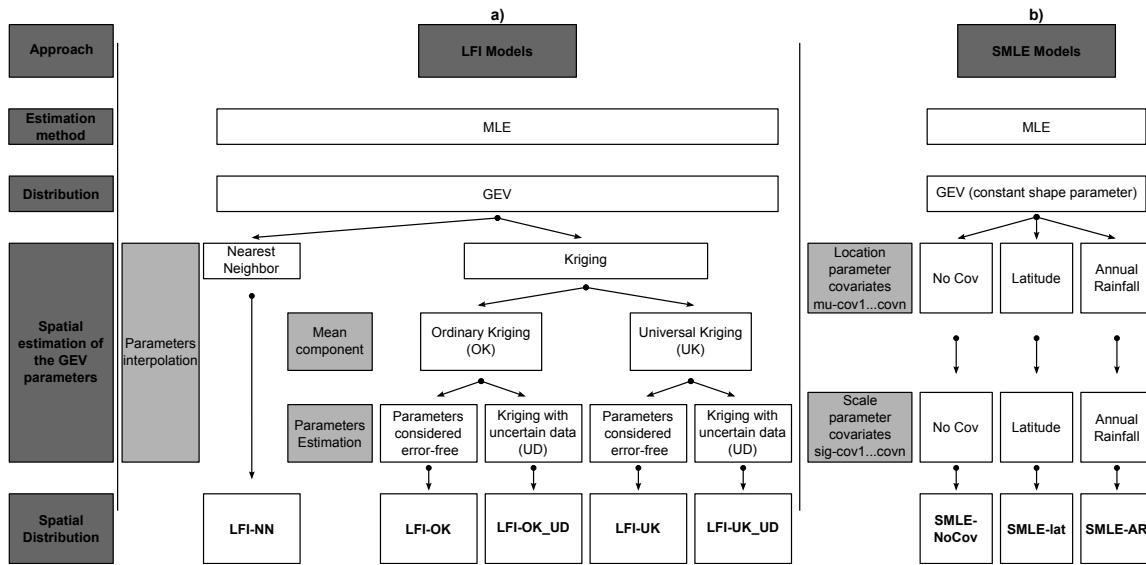 a)
b)
Approach
LFI Models
SMLE Models
Estimation
method
MLE
MLE
Distribution
GEV
GEV (constant shape parameter)
Spatial
estimation of
the GEV
parameters
Parameters
interpolation
Nearest
Neighbor
Kriging
Location
parameter
covariates
mu-cov1...covn
No Cov
Latitude
Annual
Rainfall
Mean
component
Ordinary Kriging
(OK)
Universal Kriging
(UK)
Parameters
Estimation
Parameters
considered
error-free
Kriging with
uncertain data
(UD)
Parameters
considered
error-free
Kriging with
uncertain data
(UD)
Scale
parameter
covariates
sig-cov1...covn
No Cov
Latitude
Annual
Rainfall
Spatial
Distribution
LFI-NN
LFI-OK
LFI-OK_UD
LFI-UK
LFI-UK_UD
SMLE-
NoCov
SMLE-lat
SMLE-AR